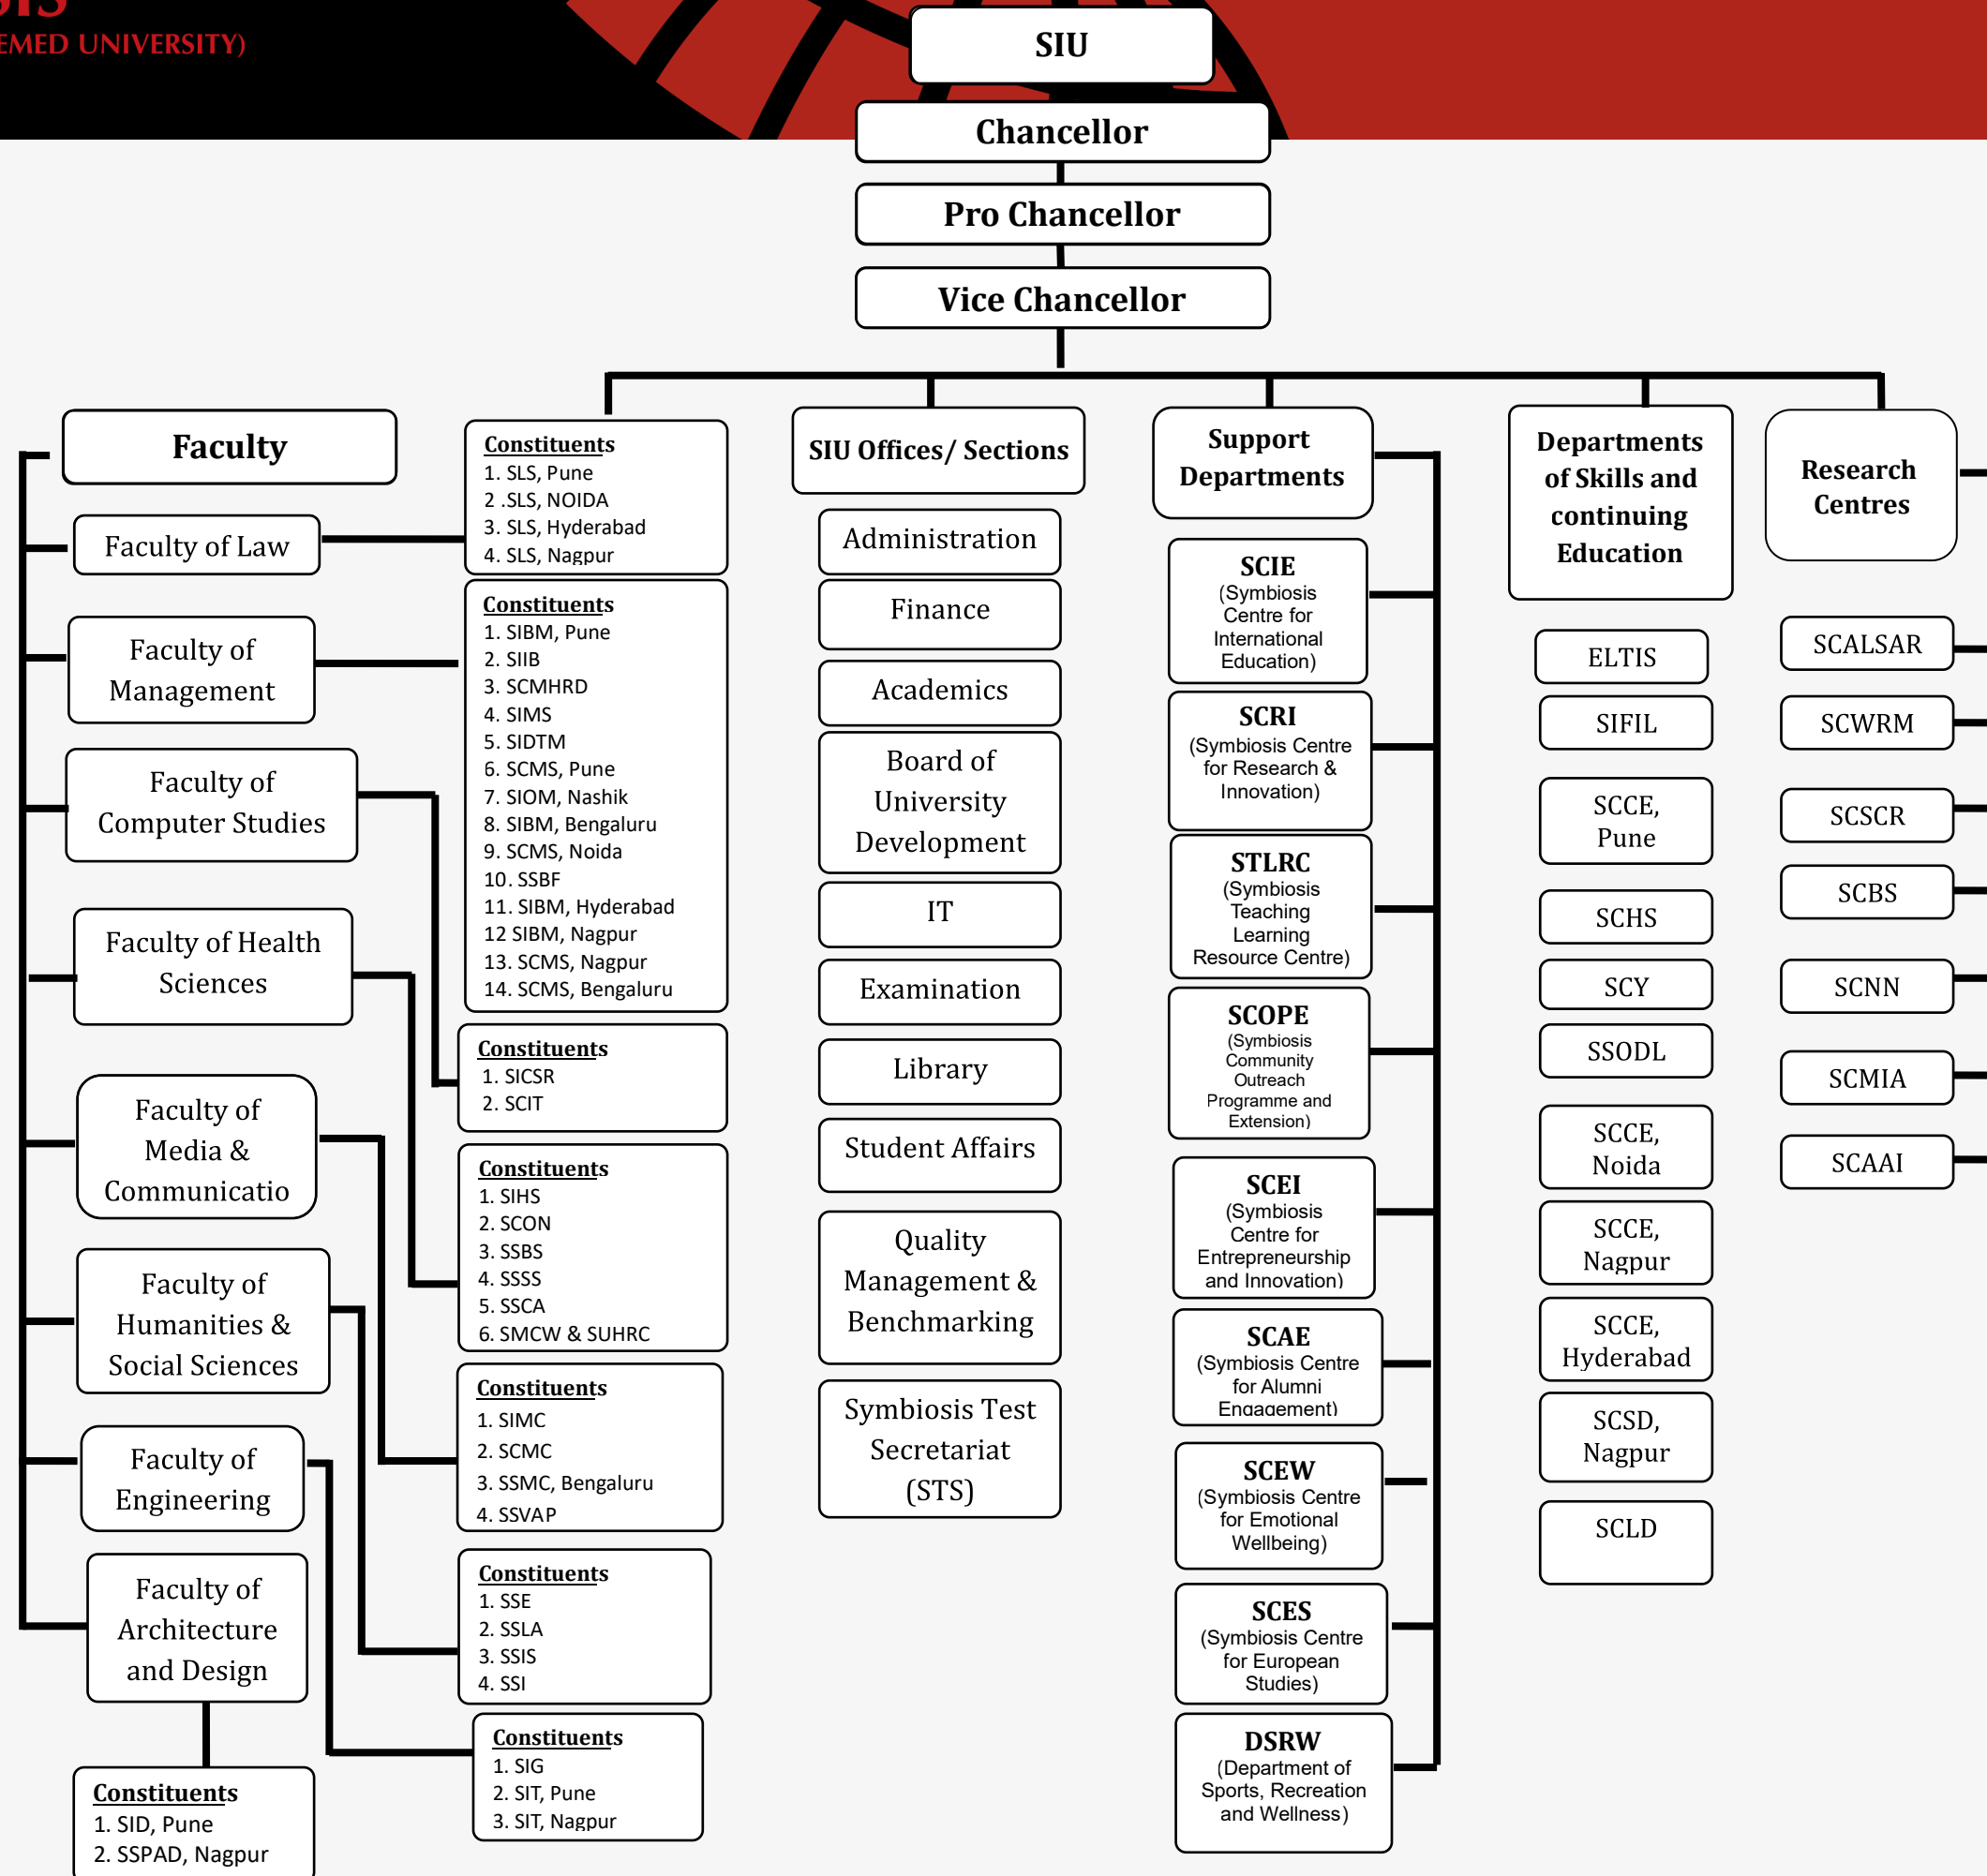 (DEEMED UNIVERSITY)
SIU
Chancellor
Pro Chancellor
Vice Chancellor
Faculty
Faculty of Law
Faculty of
Management
Faculty of
Computer Studies
Faculty of Health
Sciences
Faculty of
Media &
Communicatio
Faculty of
Humanities &
Social Sciences
Faculty of
Engineering
Faculty of
Architecture
and Design
Constituents
1. SID, Pune
2. SSPAD, Nagpur
Constituents
1. SLS, Pune
2 .SLS, NOIDA
3. SLS, Hyderabad
4. SLS, Nagpur
Constituents
1. SIBM, Pune
2. SIIB
3. SCMHRD
4. SIMS
5. SIDTM
6. SCMS, Pune
7. SIOM, Nashik
8. SIBM, Bengaluru
9. SCMS, Noida
10. SSBF
11. SIBM, Hyderabad
12 SIBM, Nagpur
13. SCMS, Nagpur
14. SCMS, Bengaluru
Constituents
1. SICSR
2. SCIT
Constituents
1. SIHS
2. SCON
3. SSBS
4. SSSS
5. SSCA
6. SMCW & SUHRC
Constituents
1. SIMC
2. SCMC
3. SSMC, Bengaluru
4. SSVAP
Constituents
1. SSE
2. SSLA
3. SSIS
4. SSI
Constituents
1. SIG
2. SIT, Pune
3. SIT, Nagpur
SIU Offices/ Sections
Administration
Finance
Academics
Board of
University
Development
IT
Examination
Library
Student Affairs
Quality
Management &
Benchmarking
Symbiosis Test
Secretariat
(STS)
Support
Departments
SCIE
(Symbiosis
Centre for
International
Education)
SCRI
(Symbiosis Centre
for Research &
Innovation)
STLRC
(Symbiosis
Teaching
Learning
Resource Centre)
SCOPE
(Symbiosis
Community
Outreach
Programme and
Extension)
SCEI
(Symbiosis
Centre for
Entrepreneurship
and Innovation)
SCAE
(Symbiosis Centre
for Alumni
Engagement)
SCEW
(Symbiosis Centre
for Emotional
Wellbeing)
SCES
(Symbiosis Centre
for European
Studies)
DSRW
(Department of
Sports, Recreation
and Wellness)
Departments
of Skills and
continuing
Education
ELTIS
SIFIL
SCCE,
Pune
SCHS
SCY
SSODL
SCCE,
Noida
SCCE,
Nagpur
SCCE,
Hyderabad
SCSD,
Nagpur
SCLD
Research
Centres
SCALSAR
SCWRM
SCSCR
SCBS
SCNN
SCMIA
SCAAI